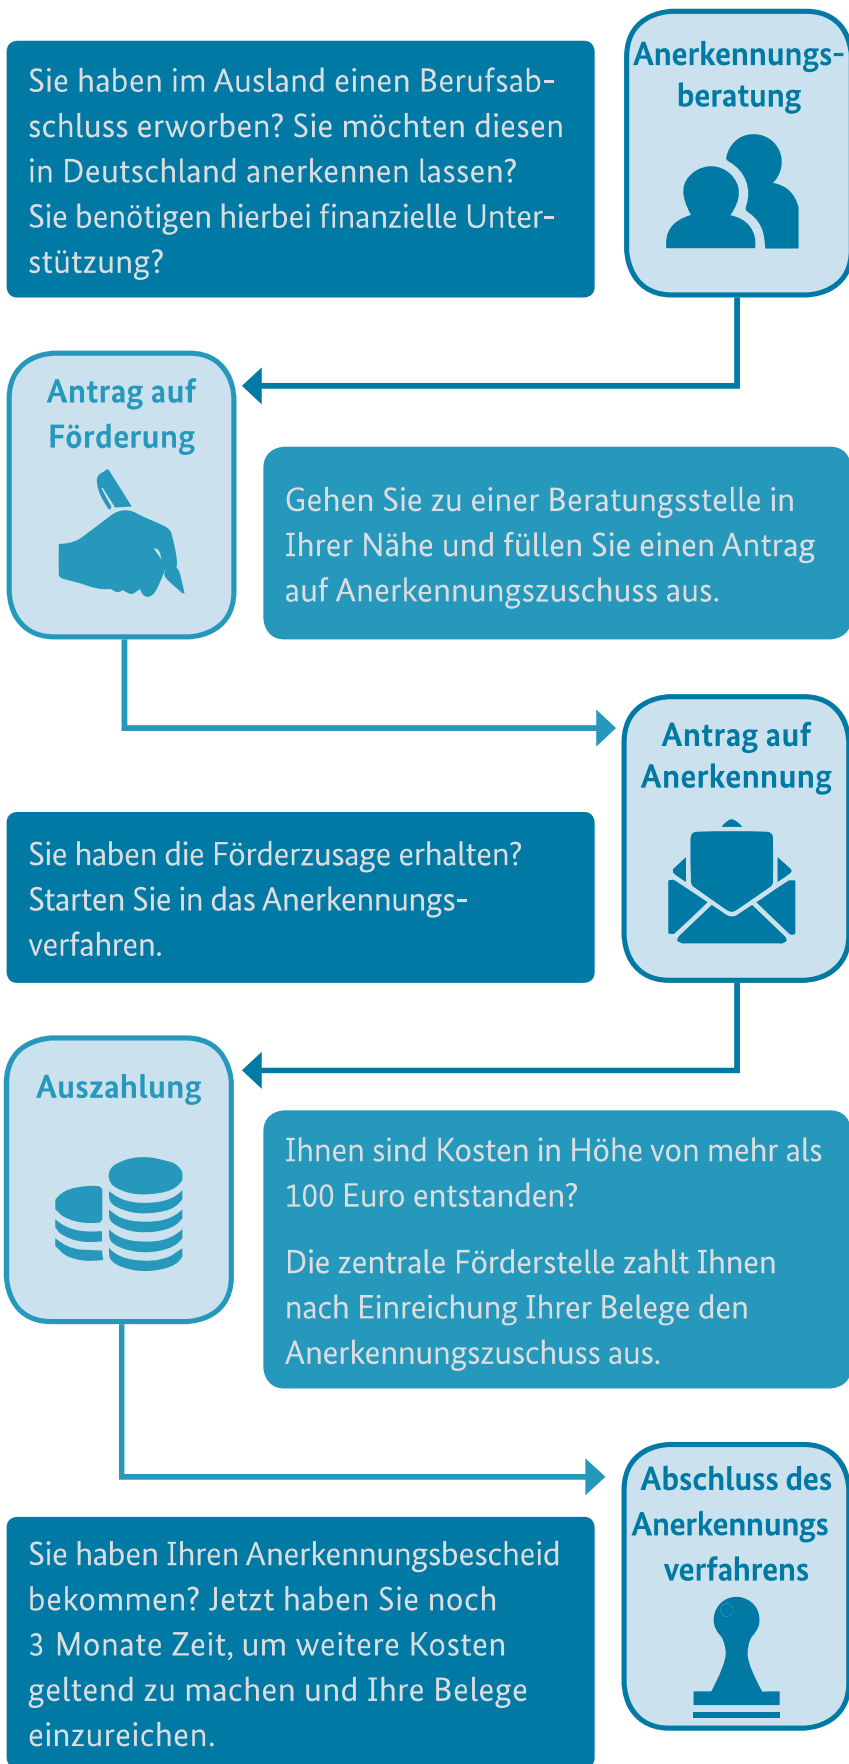 Anerkennungs-
beratung
Sie haben im Ausland einen Berufsab-
schluss erworben? Sie möchten diesen
in Deutschland anerkennen lassen?
Sie benötigen hierbei finanzielle Unter-
stützung?
Antrag auf
Förderung
Gehen Sie zu einer Beratungsstelle in
Ihrer Nähe und füllen Sie einen Antrag
auf Anerkennungszuschuss aus.
Antrag auf
Anerkennung
Sie haben die Förderzusage erhalten?
Starten Sie in das Anerkennungs-
verfahren.
Auszahlung
Ihnen sind Kosten in Höhe von mehr als
100 Euro entstanden?
Die zentrale Förderstelle zahlt Ihnen
nach Einreichung Ihrer Belege den
Anerkennungszuschuss aus.
Abschluss des
Anerkennungs
verfahrens
Sie haben Ihren Anerkennungsbescheid
bekommen? Jetzt haben Sie noch
3 Monate Zeit, um weitere Kosten
geltend zu machen und Ihre Belege
einzureichen.